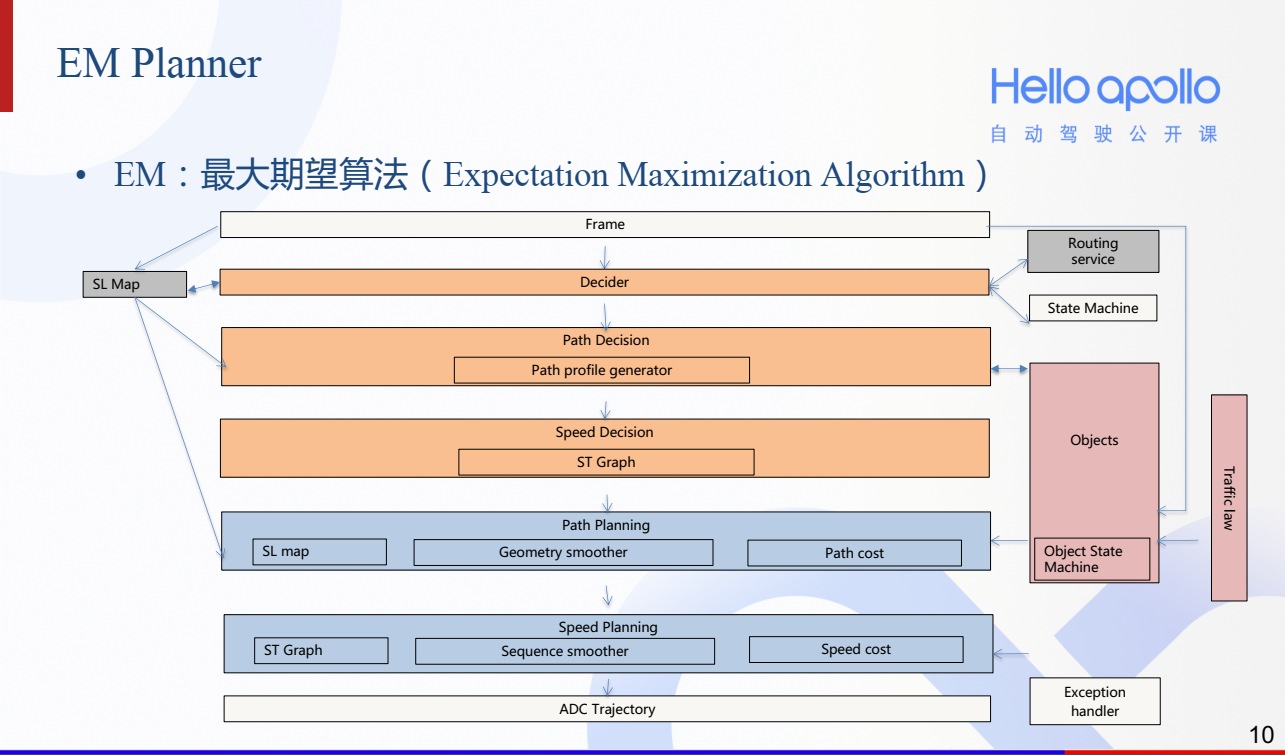 EM Planner
Hello apollo
自动驾驶公开课
• EM：最大期望算法（Expectation Maximization Algorithm）
Frame
Routing
service
SL Map
Decider
State Machine
Path Decision
Path profile generator
Objects
Speed Decision
ST Graph
Traffic law
Path Planning
SL map
Geometry smoother
Path cost
Object State
Machine
Speed Planning
ST Graph
Sequence smoother
Speed cost
Exception
handler
ADC Trajectory
10